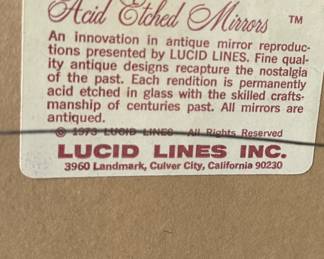 Acid Etched Mirrors ™
An innovation in antique mirror reproduc-
tions presented by LUCID LINES. Fine qual-
ity antique designs recapture the nostalgia
of the past. Each rendition is permanently
acid etched in glass with the skilled crafts-
manship of centuries past. All mirrors are
antiqued.
© 1973 LUCID LINES All Rights Reserved
LUCID LINES INC.
3960 Landmark, Culver City, California 90230